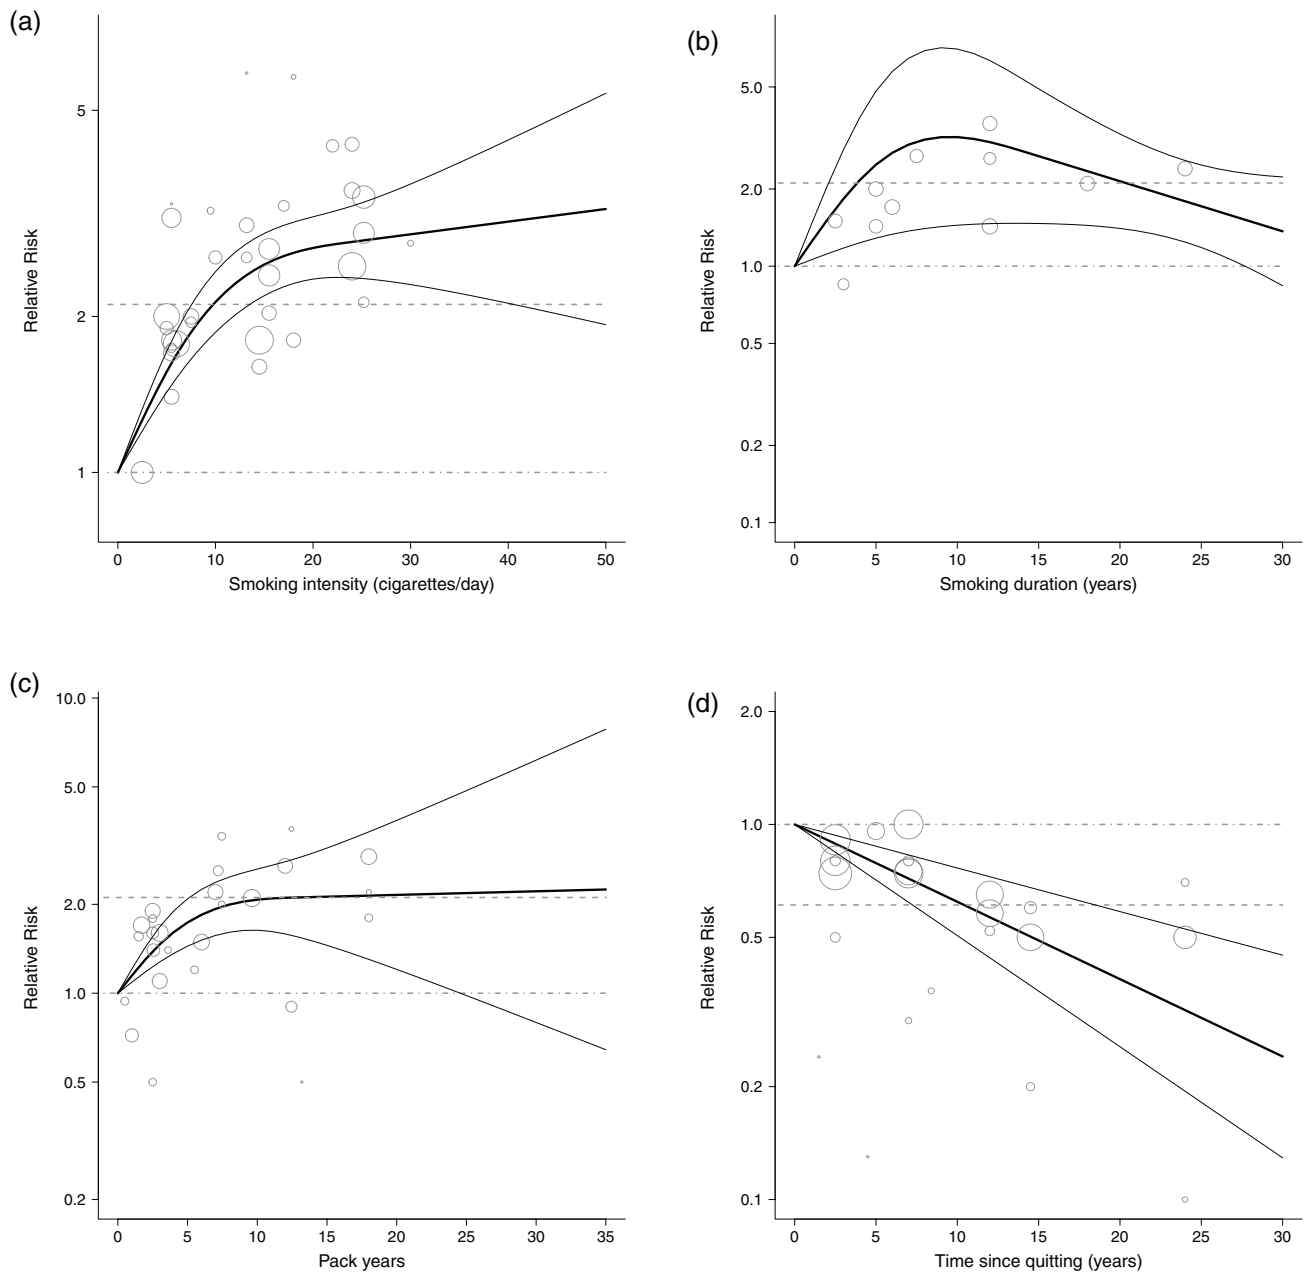 (a)
5
2
1
Relative Risk
0 10 20 30 40 50
Smoking intensity (cigarettes/day)
(b)
5.0
2.0
1.0
0.5
0.2
0.1
Relative Risk
0 5 10 15 20 25 30
Smoking duration (years)
(c)
10.0
5.0
2.0
1.0
0.5
0.2
Relative Risk
0 5 10 15 20 25 30 35
Pack years
(d)
2.0
1.0
0.5
0.2
0.1
Relative Risk
0 5 10 15 20 25 30
Time since quitting (years)